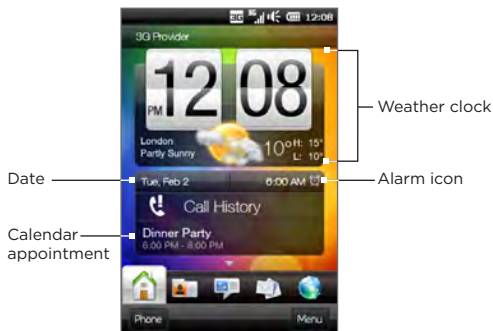 3G 3G 12:08
3G Provider
PM 12 08
Weather clock
London
Partly Sunny
10° H: 15°
L: 10°
Date
Tue, Feb 2
6:00 AM
Alarm icon
Call History
Calendar
appointment
Dinner Party
6:00 PM - 8:00 PM
Phone
Menu